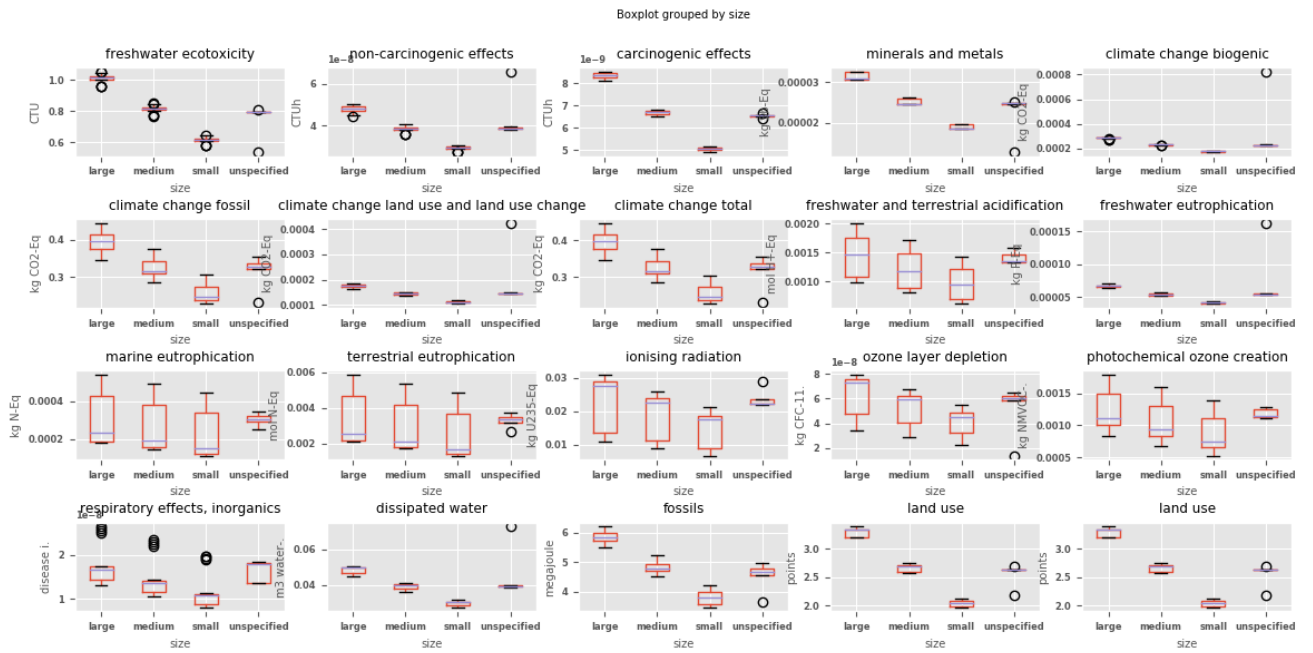 Boxplot grouped by size
freshwater ecotoxicity
1.0
0.8
0.6
CTU
large medium small unspecified
size
non-carcinogenic effects
1e−8
6
4
CTUh
large medium small unspecified
size
carcinogenic effects
1e−9
8
7
6
5
CTUh
large medium small unspecified
size
minerals and metals
0.00003
0.00002
large medium small unspecified
size
climate change biogenic
0.0008
0.0006
0.0004
0.0002
kg CO2-Eq
large medium small unspecified
size
climate change fossil
0.4
0.3
kg CO2-Eq
large medium small unspecified
size
climate change land use and land use change
0.0004
0.0003
0.0002
0.0001
CO2-Eq
large medium small unspecified
size
climate change total
0.4
0.3
kg CO2-Eq
large medium small unspecified
size
freshwater and terrestrial acidification
0.0020
0.0015
0.0010
mol
large medium small unspecified
size
freshwater eutrophication
0.00015
0.00010
0.00005
large medium small unspecified
size
marine eutrophication
0.0004
0.0002
kg N-Eq
large medium small unspecified
size
terrestrial eutrophication
0.006
0.004
0.002
mol N-Eq
large medium small unspecified
size
ionising radiation
0.03
0.02
0.01
kg U235-Eq
large medium small unspecified
size
ozone layer depletion
1e−8
8
6
4
2
kg CFC-11.
large medium small unspecified
size
photochemical ozone creation
0.0015
0.0010
0.0005
kg NMVOC-.
large medium small unspecified
size
respiratory effects, inorganics
1e−8
2
1
disease i.
large medium small unspecified
size
dissipated water
0.06
0.04
m3 water-.
large medium small unspecified
size
fossils
6
5
4
megajoule
large medium small unspecified
size
land use
3.0
2.5
2.0
points
large medium small unspecified
size
land use
3.0
2.5
2.0
points
large medium small unspecified
size